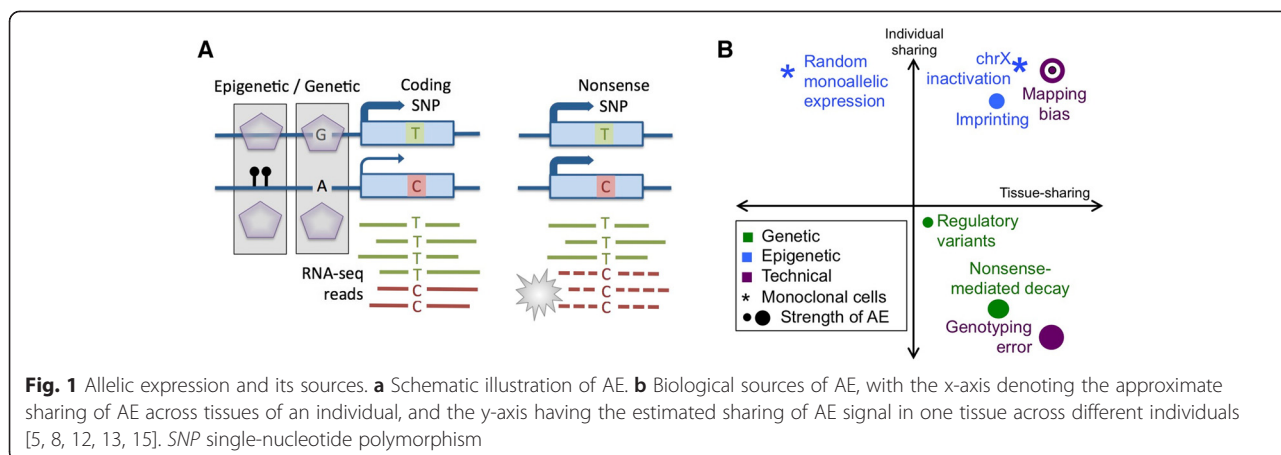 A
Epigenetic / Genetic
Coding
SNP
Nonsense
SNP
G
T
T
A
C
C
RNA-seq
reads
T
T
T
T
C
C
T
T
T
C
C
C
B
Individual
sharing
Random
monoallelic
expression
chrX
inactivation
Mapping
bias
Imprinting
Tissue-sharing
Regulatory
variants
Nonsense-
mediated decay
Genotyping
error
Genetic
Epigenetic
Technical
* Monoclonal cells
Strength of AE
Fig. 1 Allelic expression and its sources. a Schematic illustration of AE. b Biological sources of AE, with the x-axis denoting the approximate
sharing of AE across tissues of an individual, and the y-axis having the estimated sharing of AE signal in one tissue across different individuals
[5, 8, 12, 13, 15]. SNP single-nucleotide polymorphism